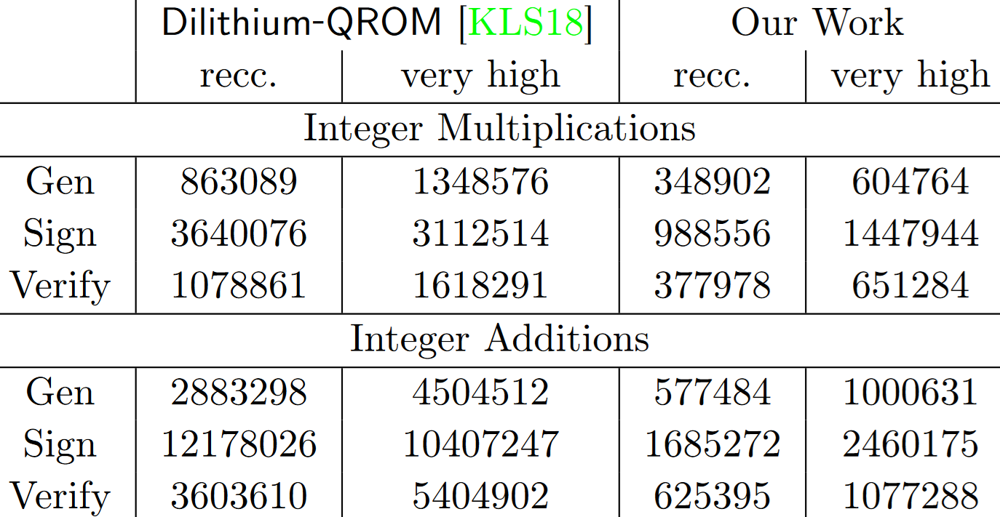 Dilithium-QROM [KLS18] Our Work
recc. very high recc. very high
Integer Multiplications
Gen 863089 1348576 348902 604764
Sign 3640076 3112514 988556 1447944
Verify 1078861 1618291 377978 651284
Integer Additions
Gen 2883298 4504512 577484 1000631
Sign 12178026 10407247 1685272 2460175
Verify 3603610 5404902 625395 1077288